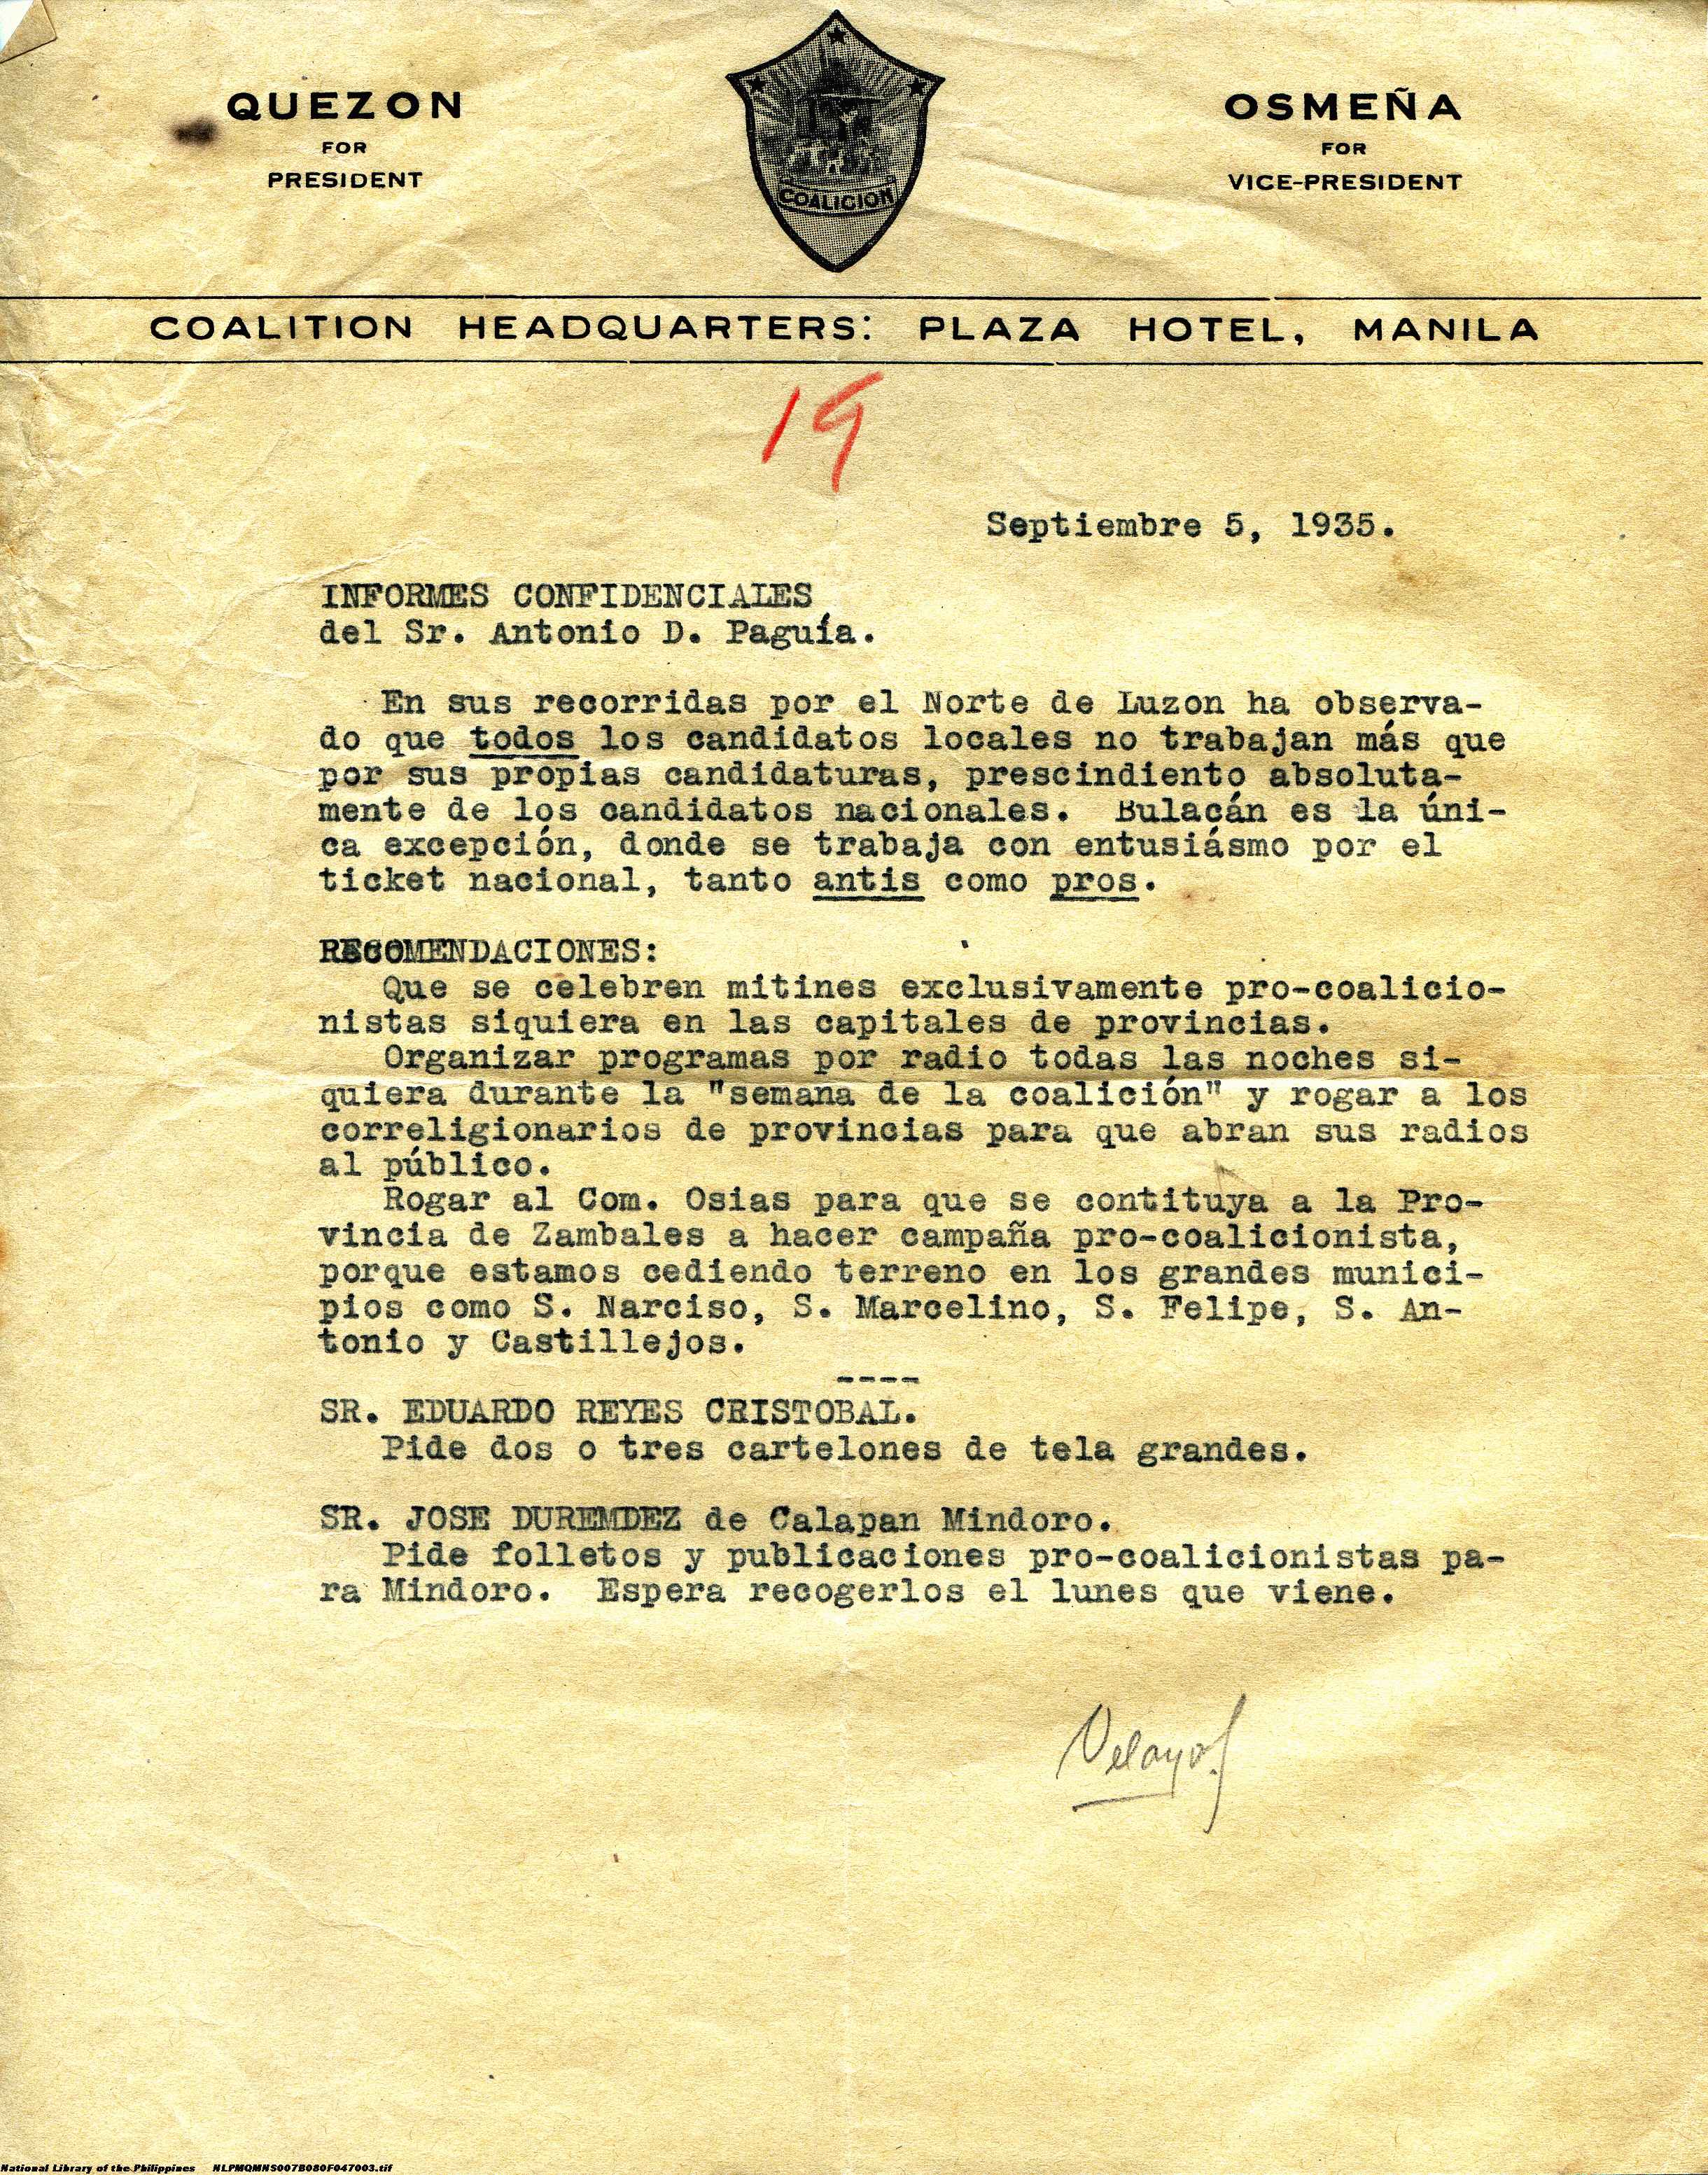 QUEZON
FOR
PRESIDENT
COALICION
OSMEÑA
FOR
VICE-PRESIDENT
COALITION HEADQUARTERS: PLAZA HOTEL, MANILA
19
Septiembre 5, 1935.
INFORMES CONFIDENCIALES
del Sr. Antonio D. Paguía.
En sus recorridas por el Norte de Luzon ha observa-
do que todos los candidatos locales no trabajan más que
por sus propias candidaturas, prescindiento absoluta-
mente de los candidatos nacionales. Bulacán es la úni-
ca excepción, donde se trabaja con entusiásmo por el
ticket nacional, tanto antis como pros.
RECOMENDACIONES:
Que se celebren mitines exclusivamente pro-coalicio-
nistas siquiera en las capitales de provincias.
Organizar programas por radio todas las noches si-
quiera durante la "semana de la coalición" y rogar a los
correligionarios de provincias para que abran sus radios
al público.
Rogar al Com. Osias para que se contituya a la Pro-
vincia de Zambales a hacer campaña pro-coalicionista,
porque estamos cediendo terreno en los grandes munici-
pios como S. Narciso, S. Marcelino, S. Felipe, S. An-
tonio y Castillejos.
----
SR. EDUARDO REYES CRISTOBAL.
Pide dos o tres cartelones de tela grandes.
SR. JOSE DUREMDEZ de Calapan Mindoro.
Pide folletos y publicaciones pro-coalicionistas pa-
ra Mindoro. Espera recogerlos el lunes que viene.
Velayo
National Library of the Philippines NLPMQMNS007B080F047003.tif